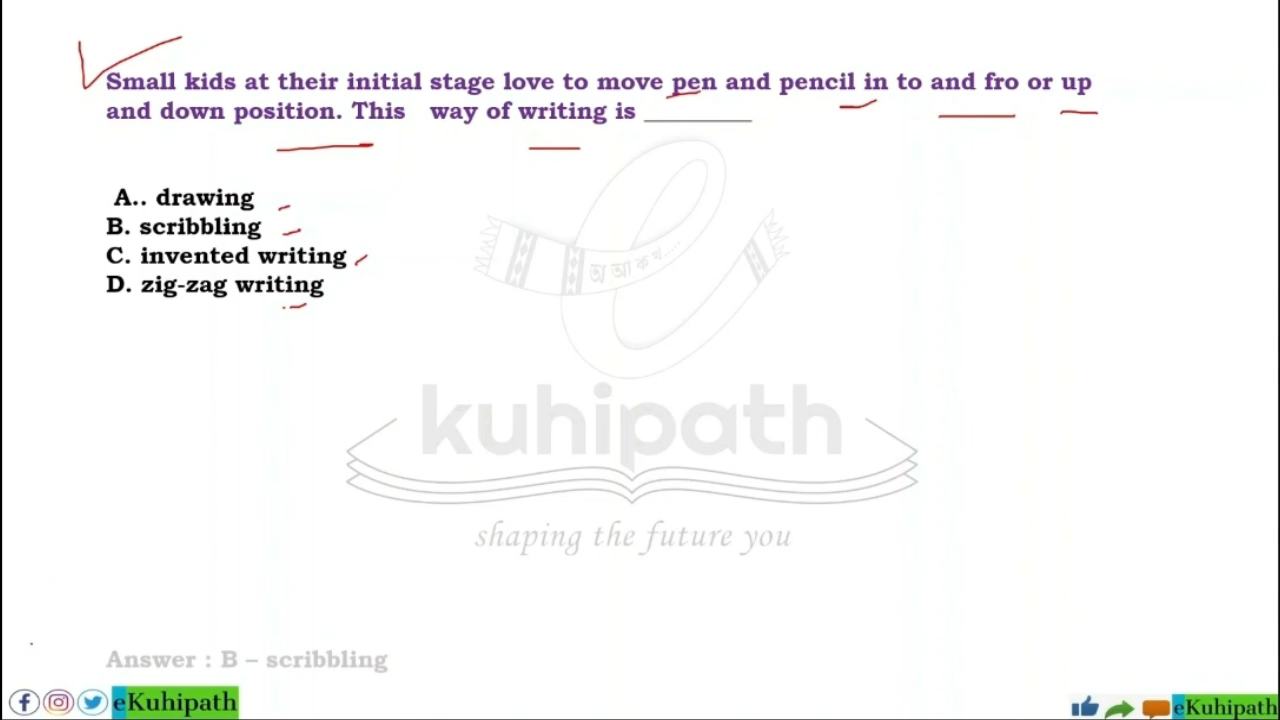 Small kids at their initial stage love to move pen and pencil in to and fro or up
and down position. This way of writing is __________
A.. drawing
B. scribbling
C. invented writing
D. zig-zag writing
অ আ ক খ....
kuhipath
shaping the future you
Answer : B – scribbling
eKuhipath
eKuhipath